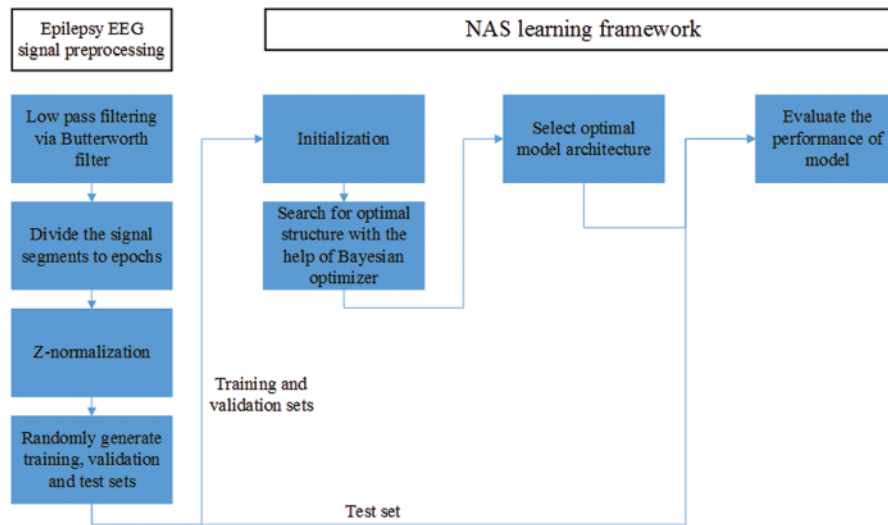 Epilepsy EEG
signal preprocessing
NAS learning framework
Low pass filtering
via Butterworth
filter
Divide the signal
segments to epochs
Z-normalization
Randomly generate
training, validation
and test sets
Initialization
Search for optimal
structure with the
help of Bayesian
optimizer
Select optimal
model architecture
Evaluate the
performance of
model
Training and
validation sets
Test set